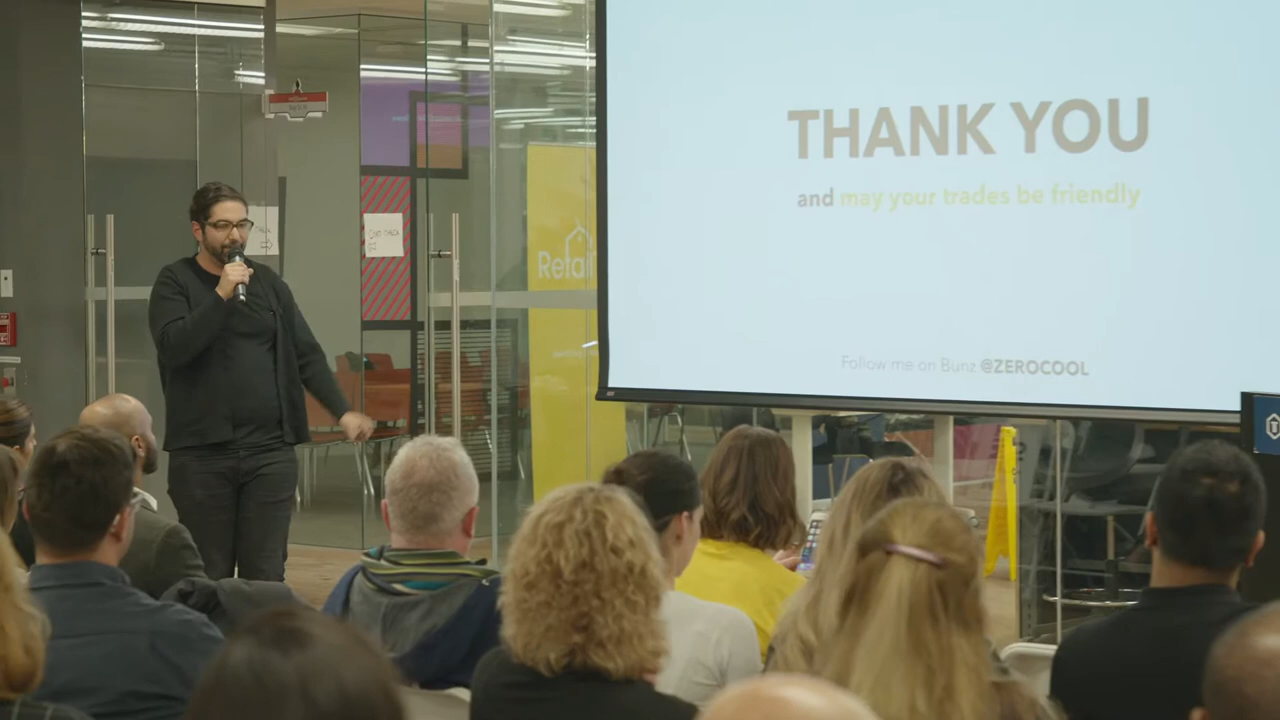 THANK YOU
and may your trades be friendly
Follow me on Bunz @ZEROCOOL
Retail